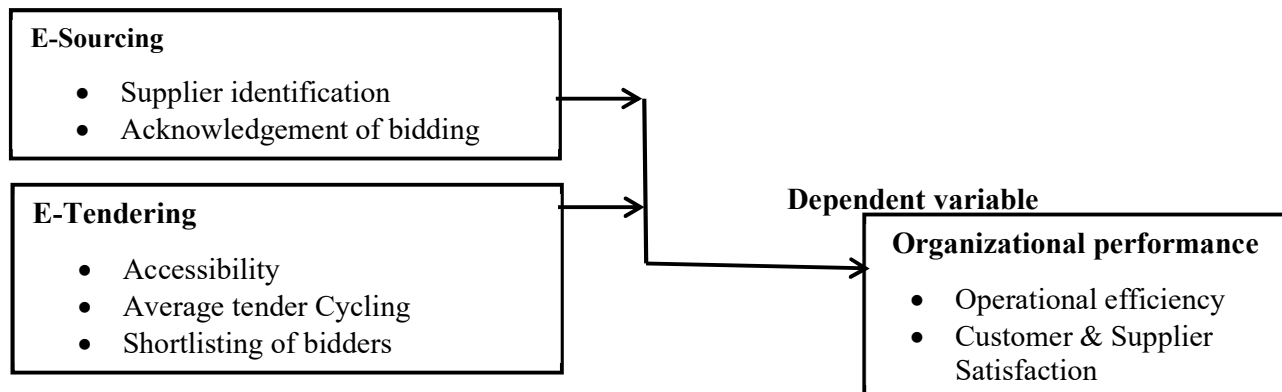 E-Sourcing
• Supplier identification
• Acknowledgement of bidding
E-Tendering
• Accessibility
• Average tender Cycling
• Shortlisting of bidders
Dependent variable
Organizational performance
• Operational efficiency
• Customer & Supplier
Satisfaction